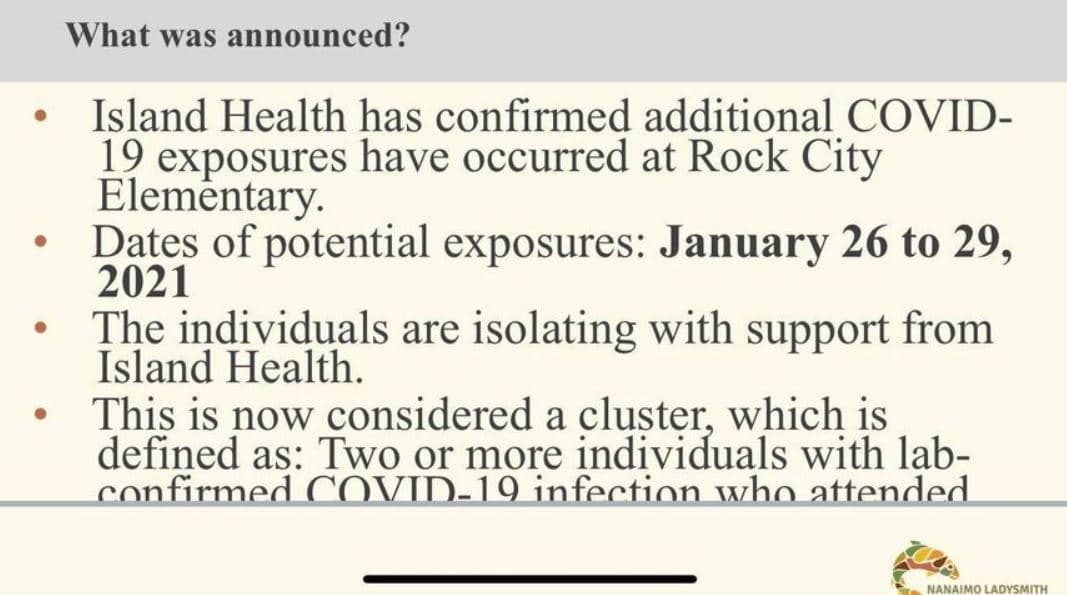 What was announced?
• Island Health has confirmed additional COVID-
19 exposures have occurred at Rock City
Elementary.
• Dates of potential exposures: January 26 to 29,
2021
• The individuals are isolating with support from
Island Health.
• This is now considered a cluster, which is
defined as: Two or more individuals with lab-
confirmed COVID-19 infection who attended
NANAIMO LADYSMITH